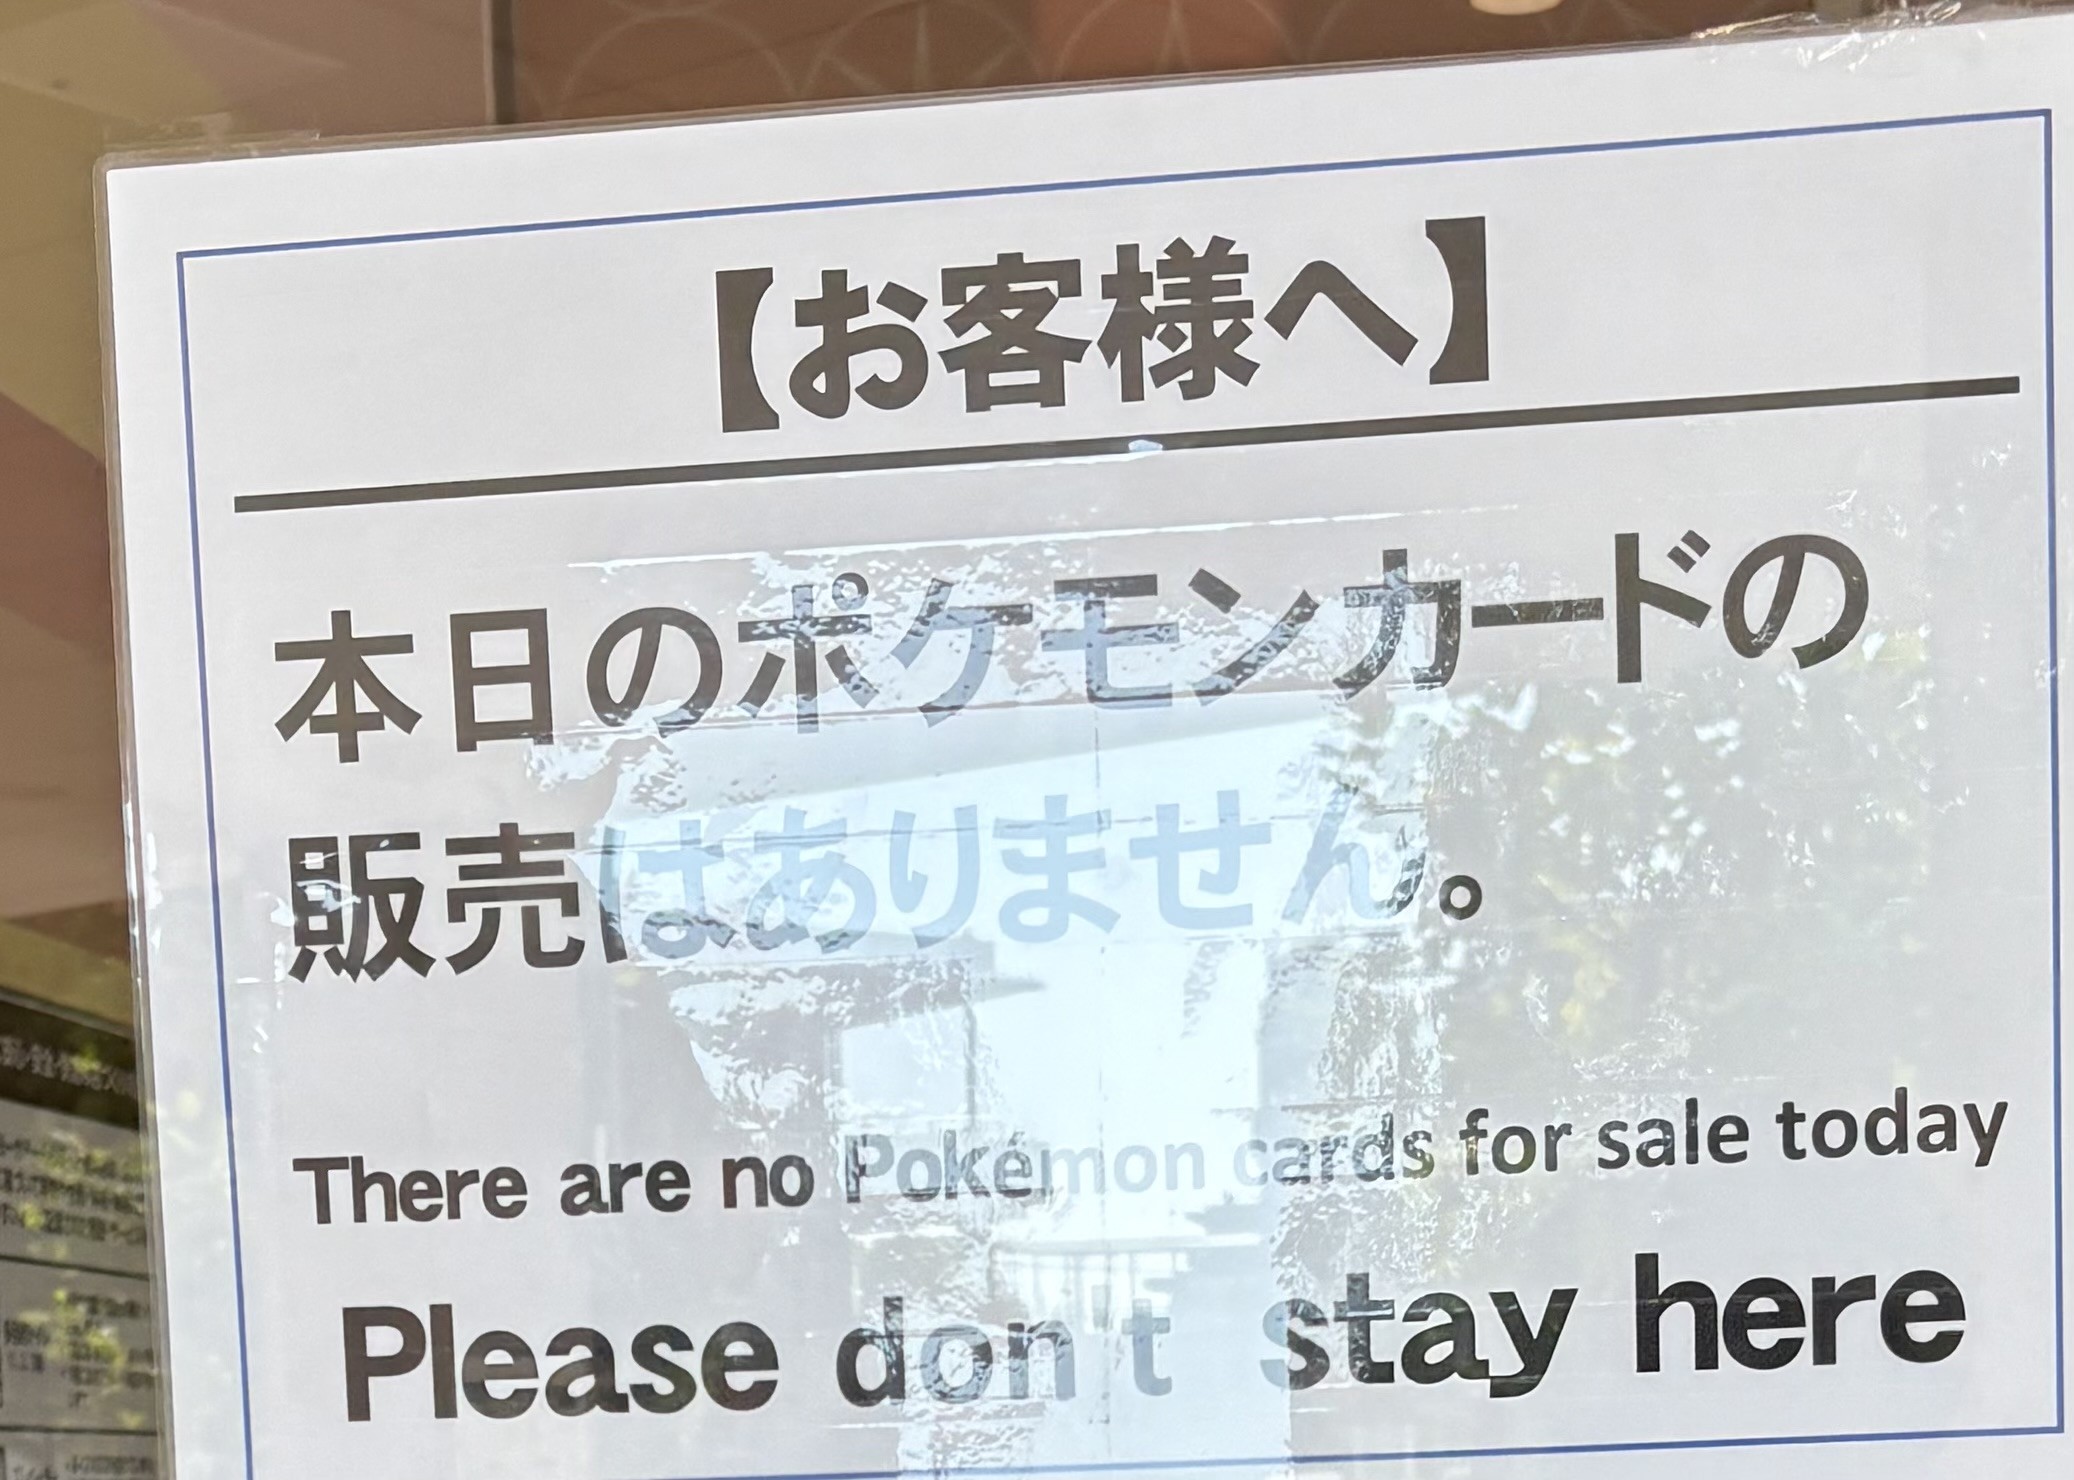 【お客様へ】
本日のポケモンカードの
販売はありません。
There are no Pokémon cards for sale today
Please don't stay here